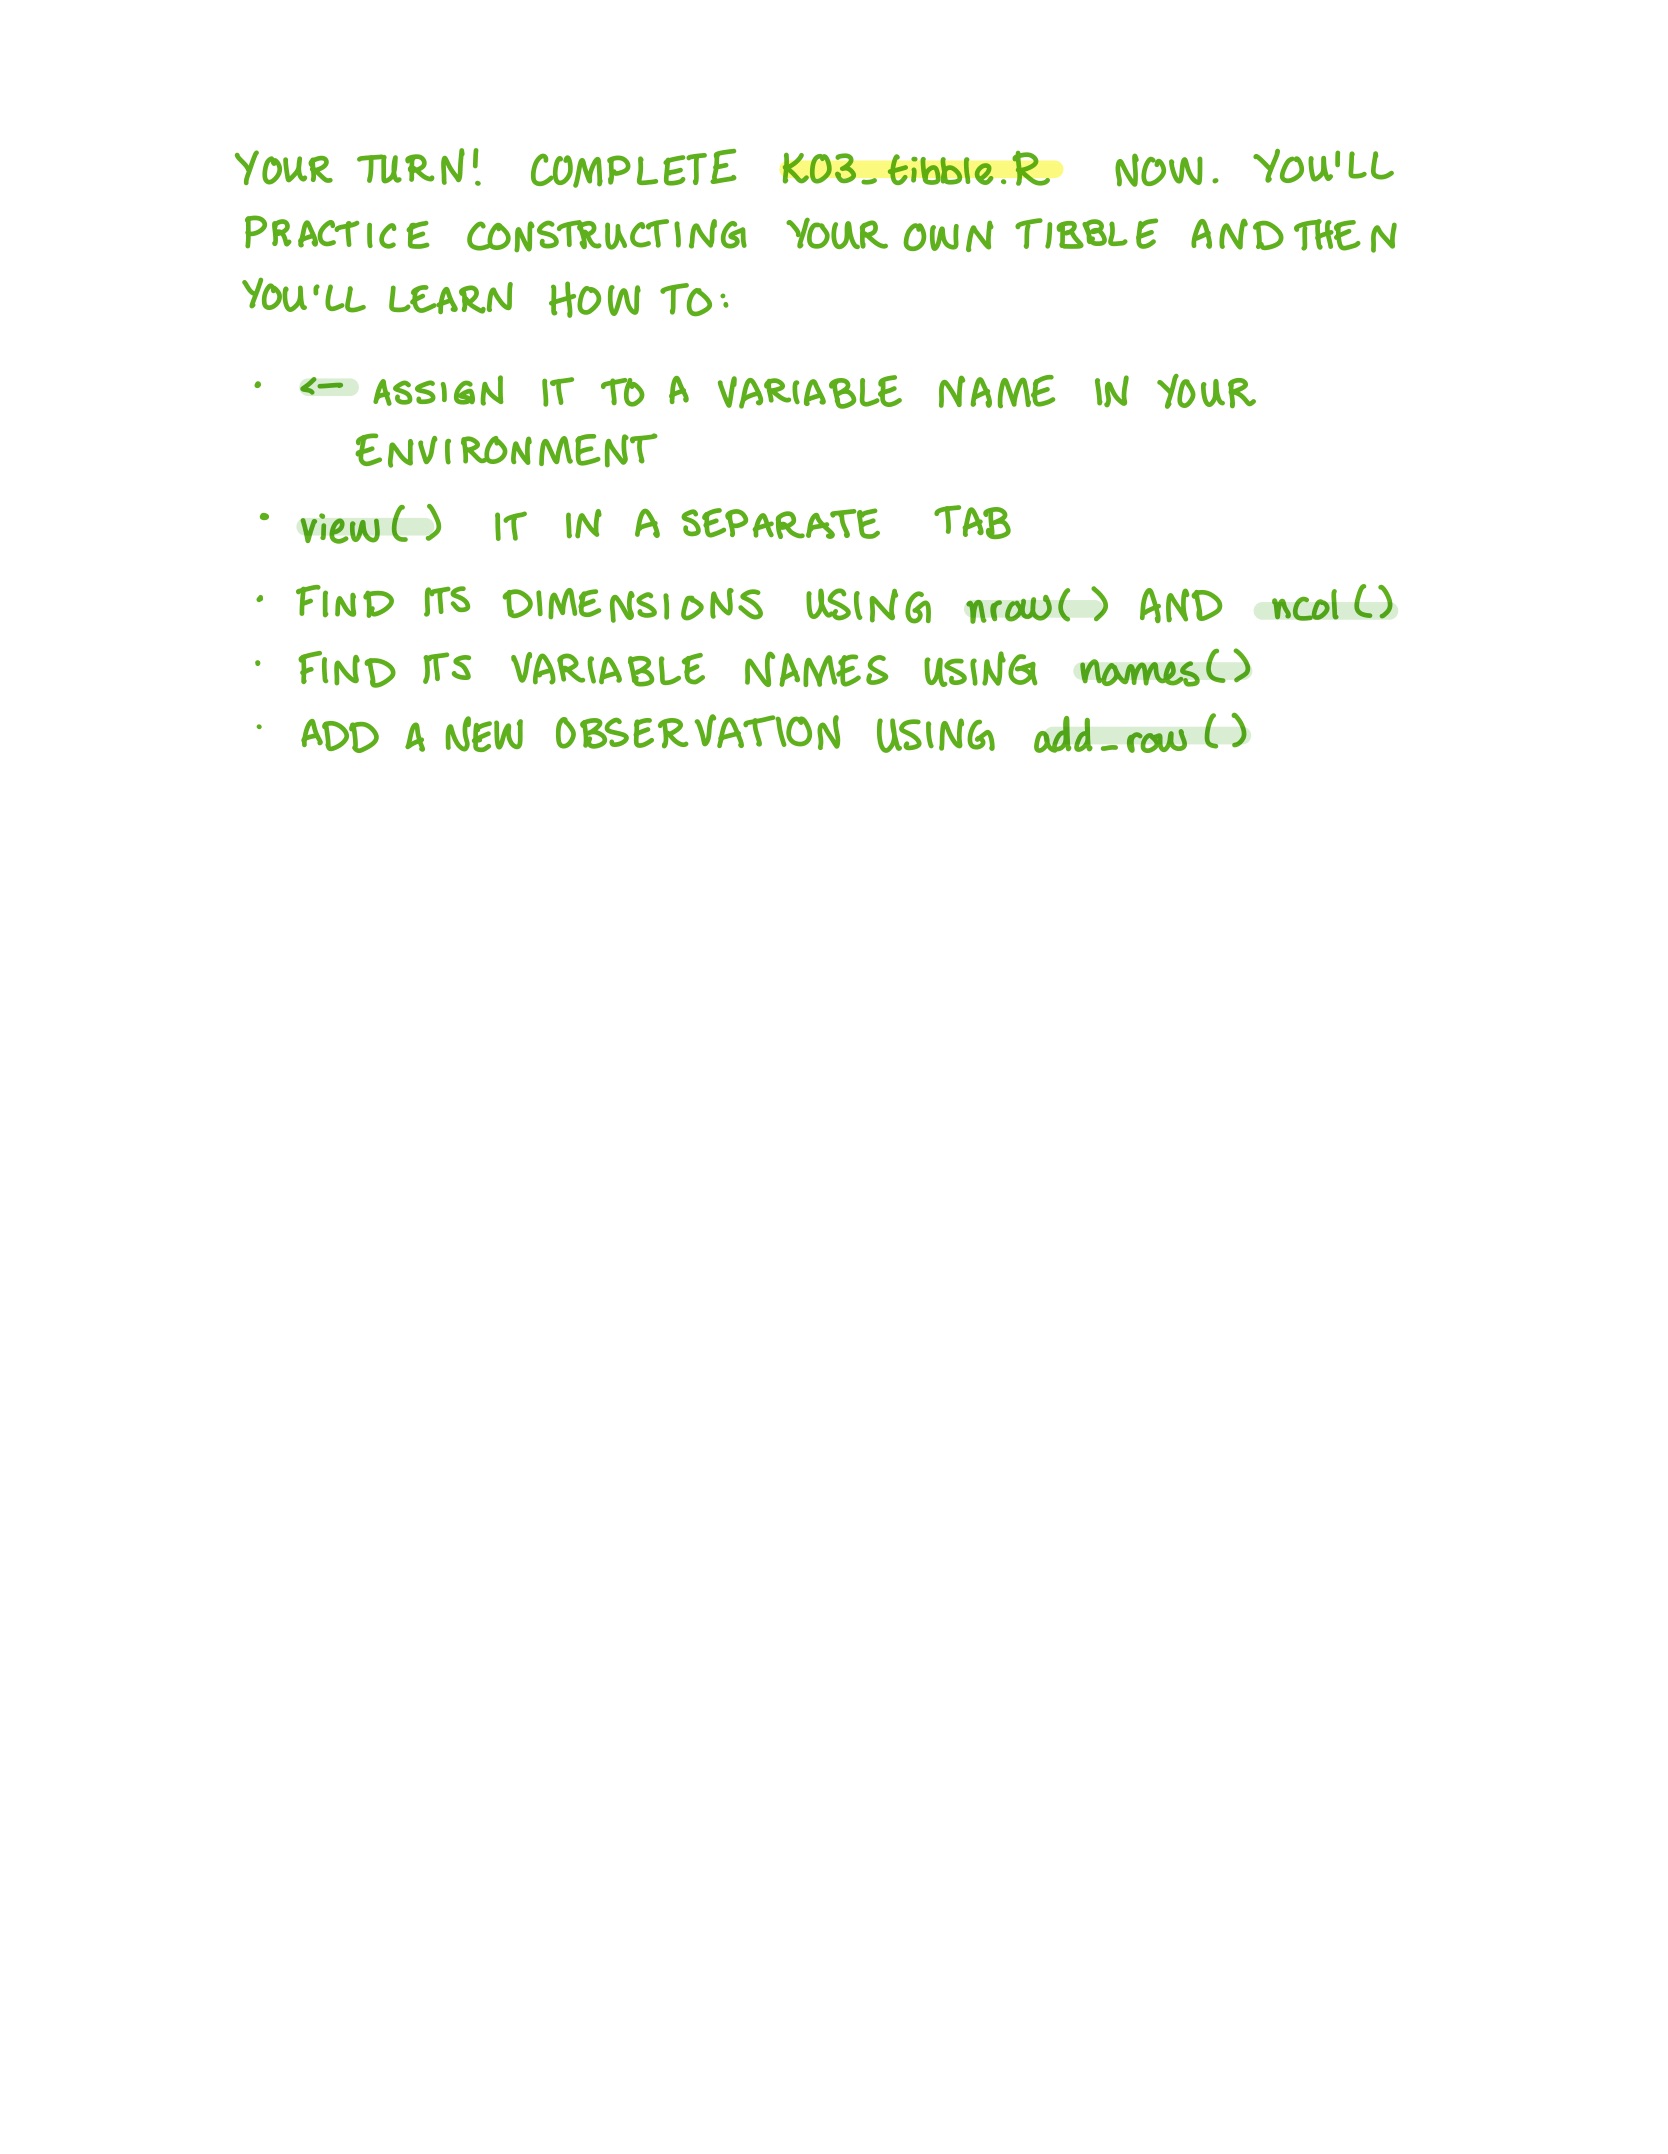 YOUR TURN! COMPLETE K03_tibble.R NOW. YOU'LL
PRACTICE CONSTRUCTING YOUR OWN TIBBLE AND THEN
YOU'LL LEARN HOW TO:
· <- ASSIGN IT TO A VARIABLE NAME IN YOUR
ENVIRONMENT
· view() IT IN A SEPARATE TAB
· FIND ITS DIMENSIONS USING nrow() AND ncol()
· FIND ITS VARIABLE NAMES USING names()
· ADD A NEW OBSERVATION USING add_row()